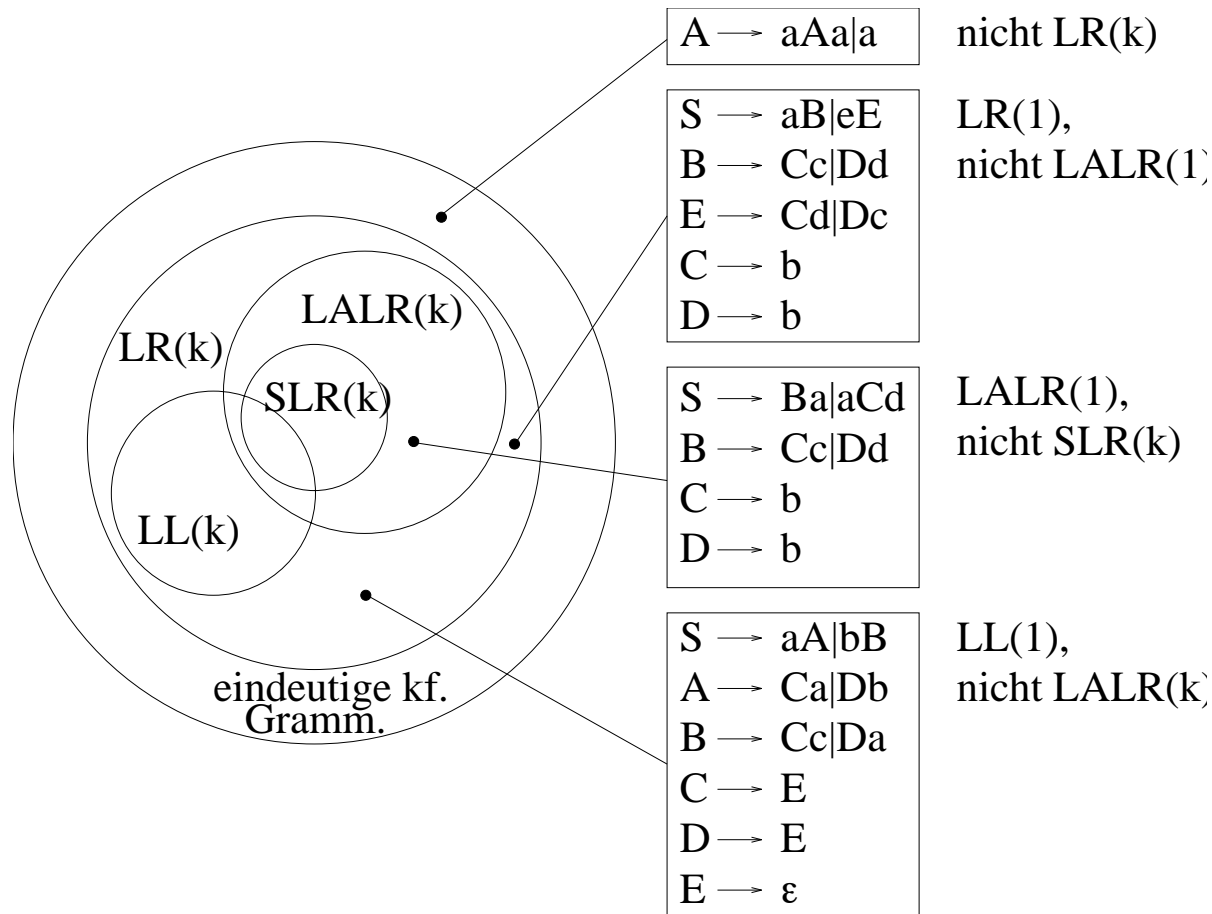 A → aAa|a nicht LR(k)
S → aB|eE LR(1),
B → Cc|Dd nicht LALR(1)
E → Cd|Dc
C → b
D → b
LALR(k)
LR(k)
SLR(k)
LL(k)
eindeutige kf.
Gramm.
S → Ba|aCd LALR(1),
B → Cc|Dd nicht SLR(k)
C → b
D → b
S → aA|bB LL(1),
A → Ca|Db nicht LALR(k)
B → Cc|Da
C → E
D → E
E → ε